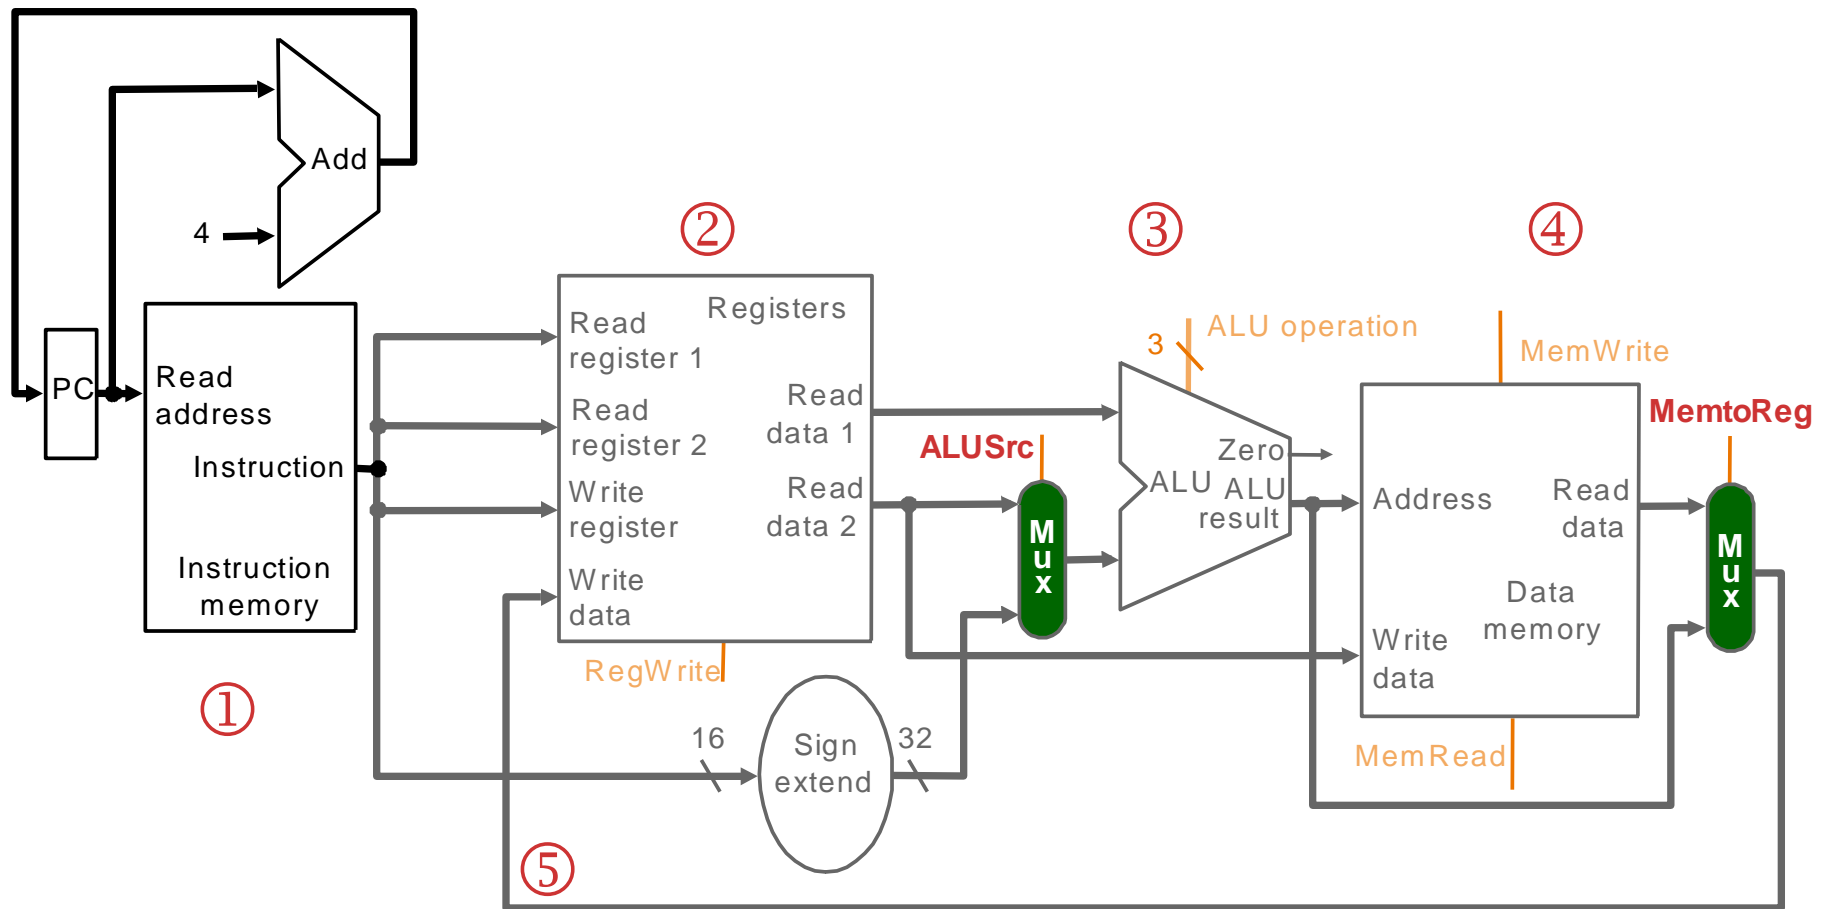 Add
4
PC
Read
address
Instruction
Instruction
memory
①
②
Registers
Read
register 1
Read
register 2
Write
register
Write
data
Read
data 1
Read
data 2
RegWrite
16
Sign
extend
32
⑤
③
3
ALU operation
ALUSrc
M
u
x
Zero
ALU
ALU
result
④
MemWrite
Address
Read
data
Data
memory
Write
data
MemRead
MemtoReg
M
u
x